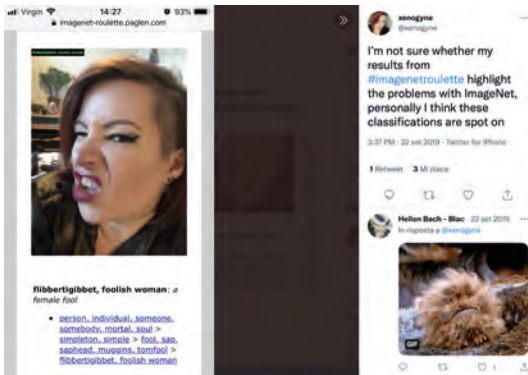 Virgin
14:27
93%
imagenet-roulette.paglen.com
flibbertigibbet, foolish woman: a
female fool
person, individual, someone,
somebody, mortal, soul >
simpleton, simple > fool, sap,
saphead, muggins, tomfool >
flibbertigibbet, foolish woman
xenogyne
@xenogyne
I'm not sure whether my
results from
#imagenetroulette highlight
the problems with ImageNet,
personally I think these
classifications are spot on
3:37 PM · 22 set 2019 · Twitter for iPhone
1 Retweet 3 Mi piace
Hellen Bach - Blac · 22 set 2019
In risposta a @xenogyne
GIF
1